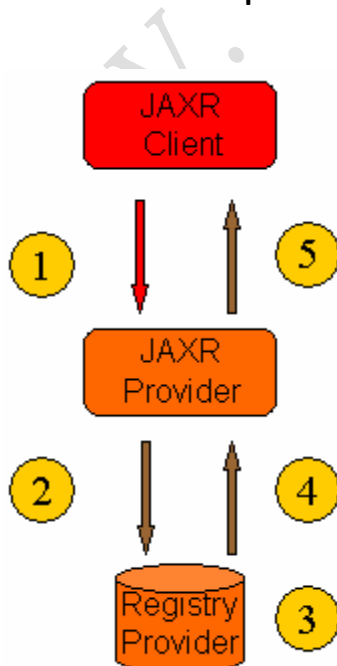 JAXR
Client
1
5
JAXR
Provider
2
4
Registry
Provider
3